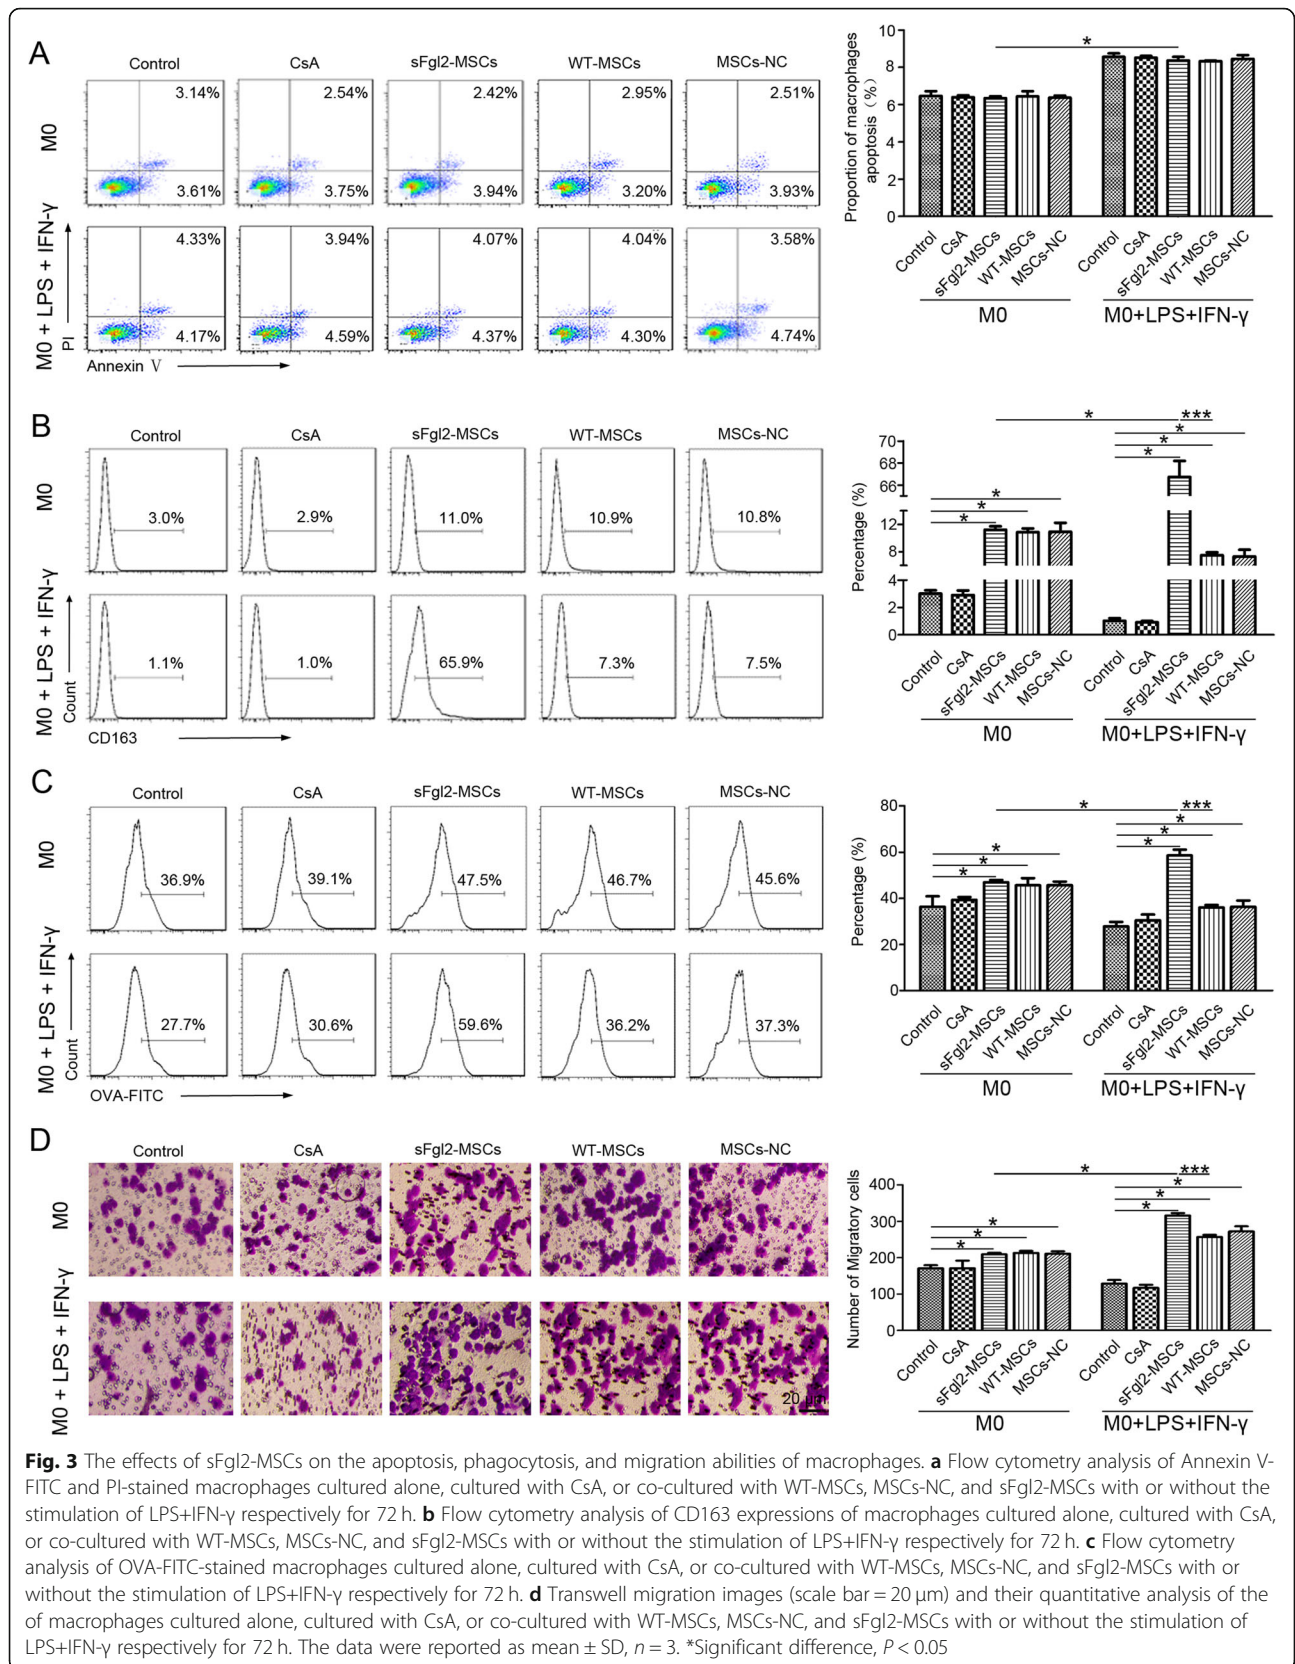 A
Control
CsA
sFgl2-MSCs
WT-MSCs
MSCs-NC
M0
3.14%
2.54%
2.42%
2.95%
2.51%
3.61%
3.75%
3.94%
3.20%
3.93%
M0 + LPS + IFN-γ
4.33%
3.94%
4.07%
4.04%
3.58%
4.17%
4.59%
4.37%
4.30%
4.74%
PI
Annexin V
Proportion of macrophages
apoptosis (%)
10
8
6
4
2
0
*
Control
CsA
sFgl2-MSCs
WT-MSCs
MSCs-NC
Control
CsA
sFgl2-MSCs
WT-MSCs
MSCs-NC
M0
M0+LPS+IFN-γ
B
Control
CsA
sFgl2-MSCs
WT-MSCs
MSCs-NC
M0
3.0%
2.9%
11.0%
10.9%
10.8%
M0 + LPS + IFN-γ
1.1%
1.0%
65.9%
7.3%
7.5%
Count
CD163
Percentage (%)
70
68
66
12
8
4
2
0
* * *
* ***
* * *
Control
CsA
sFgl2-MSCs
WT-MSCs
MSCs-NC
Control
CsA
sFgl2-MSCs
WT-MSCs
MSCs-NC
M0
M0+LPS+IFN-γ
C
Control
CsA
sFgl2-MSCs
WT-MSCs
MSCs-NC
M0
36.9%
39.1%
47.5%
46.7%
45.6%
M0 + LPS + IFN-γ
27.7%
30.6%
59.6%
36.2%
37.3%
Count
OVA-FITC
Percentage (%)
80
60
40
20
0
* * *
* ***
* * *
Control
CsA
sFgl2-MSCs
WT-MSCs
MSCs-NC
Control
CsA
sFgl2-MSCs
WT-MSCs
MSCs-NC
M0
M0+LPS+IFN-γ
D
Control
CsA
sFgl2-MSCs
WT-MSCs
MSCs-NC
M0
M0 + LPS + IFN-γ
20 μm
Number of Migratory cells
400
300
200
100
0
* * *
* ***
* * *
Control
CsA
sFgl2-MSCs
WT-MSCs
MSCs-NC
Control
CsA
sFgl2-MSCs
WT-MSCs
MSCs-NC
M0
M0+LPS+IFN-γ
Fig. 3 The effects of sFgl2-MSCs on the apoptosis, phagocytosis, and migration abilities of macrophages. a Flow cytometry analysis of Annexin V-
FITC and PI-stained macrophages cultured alone, cultured with CsA, or co-cultured with WT-MSCs, MSCs-NC, and sFgl2-MSCs with or without the
stimulation of LPS+IFN-γ respectively for 72 h. b Flow cytometry analysis of CD163 expressions of macrophages cultured alone, cultured with CsA,
or co-cultured with WT-MSCs, MSCs-NC, and sFgl2-MSCs with or without the stimulation of LPS+IFN-γ respectively for 72 h. c Flow cytometry
analysis of OVA-FITC-stained macrophages cultured alone, cultured with CsA, or co-cultured with WT-MSCs, MSCs-NC, and sFgl2-MSCs with or
without the stimulation of LPS+IFN-γ respectively for 72 h. d Transwell migration images (scale bar = 20 μm) and their quantitative analysis of the
of macrophages cultured alone, cultured with CsA, or co-cultured with WT-MSCs, MSCs-NC, and sFgl2-MSCs with or without the stimulation of
LPS+IFN-γ respectively for 72 h. The data were reported as mean ± SD, n = 3. *Significant difference, P < 0.05